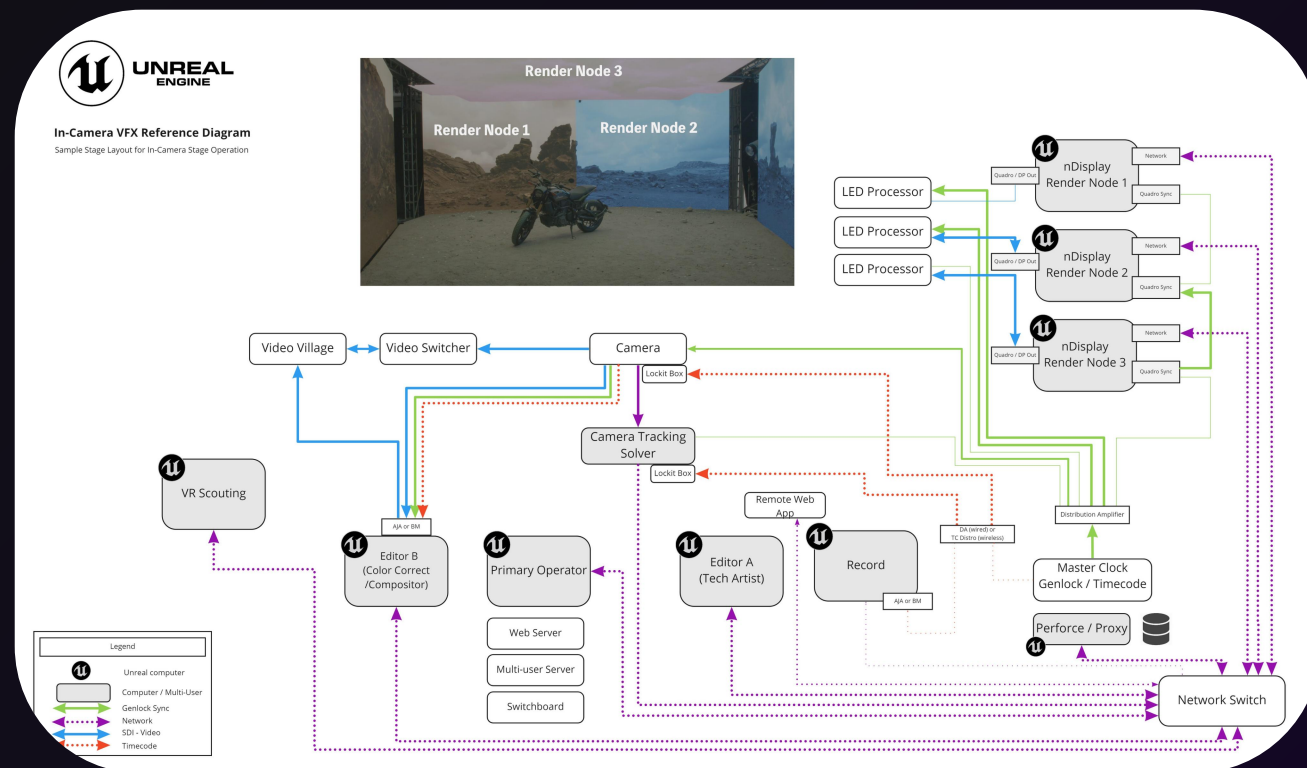 UNREAL
ENGINE
In-Camera VFX Reference Diagram
Sample Stage Layout for In-Camera Stage Operation
Render Node 3
Render Node 1
Render Node 2
nDisplay
Render Node 1
Network
Quadro / DP Out
Quadro Sync
LED Processor
LED Processor
LED Processor
nDisplay
Render Node 2
Network
Quadro / DP Out
Quadro Sync
nDisplay
Render Node 3
Network
Quadro / DP Out
Quadro Sync
Video Village
Video Switcher
Camera
Lockit Box
Camera Tracking
Solver
Lockit Box
VR Scouting
AJA or BM
Editor B
(Color Correct
/Compositor)
Primary Operator
Web Server
Multi-user Server
Switchboard
Editor A
(Tech Artist)
Remote Web
App
Record
AJA or BM
DA (wired) or
TC Distro (wireless)
Distribution Amplifier
Master Clock
Genlock / Timecode
Perforce / Proxy
Network Switch
Legend
Unreal computer
Computer / Multi-User
Genlock Sync
Network
SDI - Video
Timecode